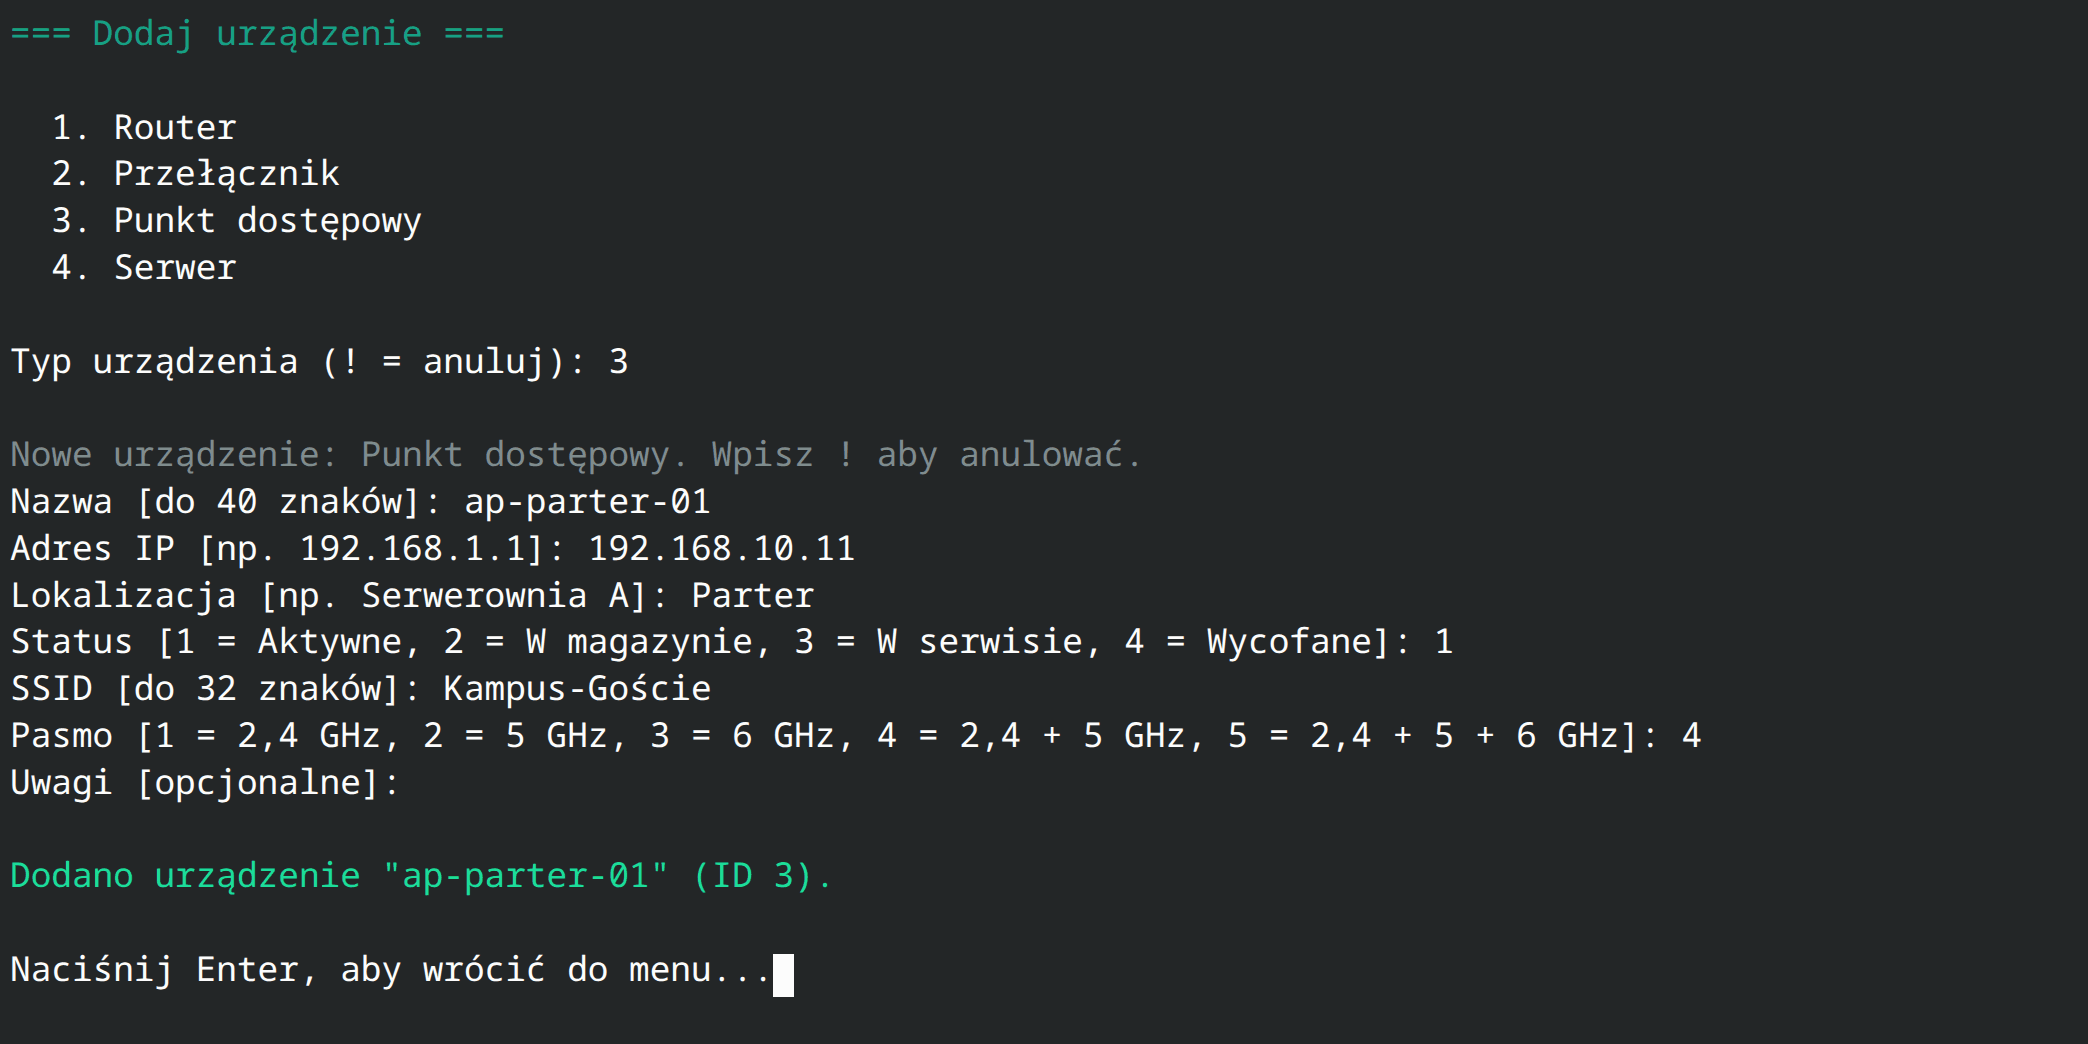 === Dodaj urządzenie ===
1. Router
2. Przełącznik
3. Punkt dostępowy
4. Serwer
Typ urządzenia (! = anuluj): 3
Nowe urządzenie: Punkt dostępowy. Wpisz ! aby anulować.
Nazwa [do 40 znaków]: ap-parter-01
Adres IP [np. 192.168.1.1]: 192.168.10.11
Lokalizacja [np. Serwerownia A]: Parter
Status [1 = Aktywne, 2 = W magazynie, 3 = W serwisie, 4 = Wycofane]: 1
SSID [do 32 znaków]: Kampus-Goście
Pasmo [1 = 2,4 GHz, 2 = 5 GHz, 3 = 6 GHz, 4 = 2,4 + 5 GHz, 5 = 2,4 + 5 + 6 GHz]: 4
Uwagi [opcjonalne]:
Dodano urządzenie "ap-parter-01" (ID 3).
Naciśnij Enter, aby wrócić do menu...